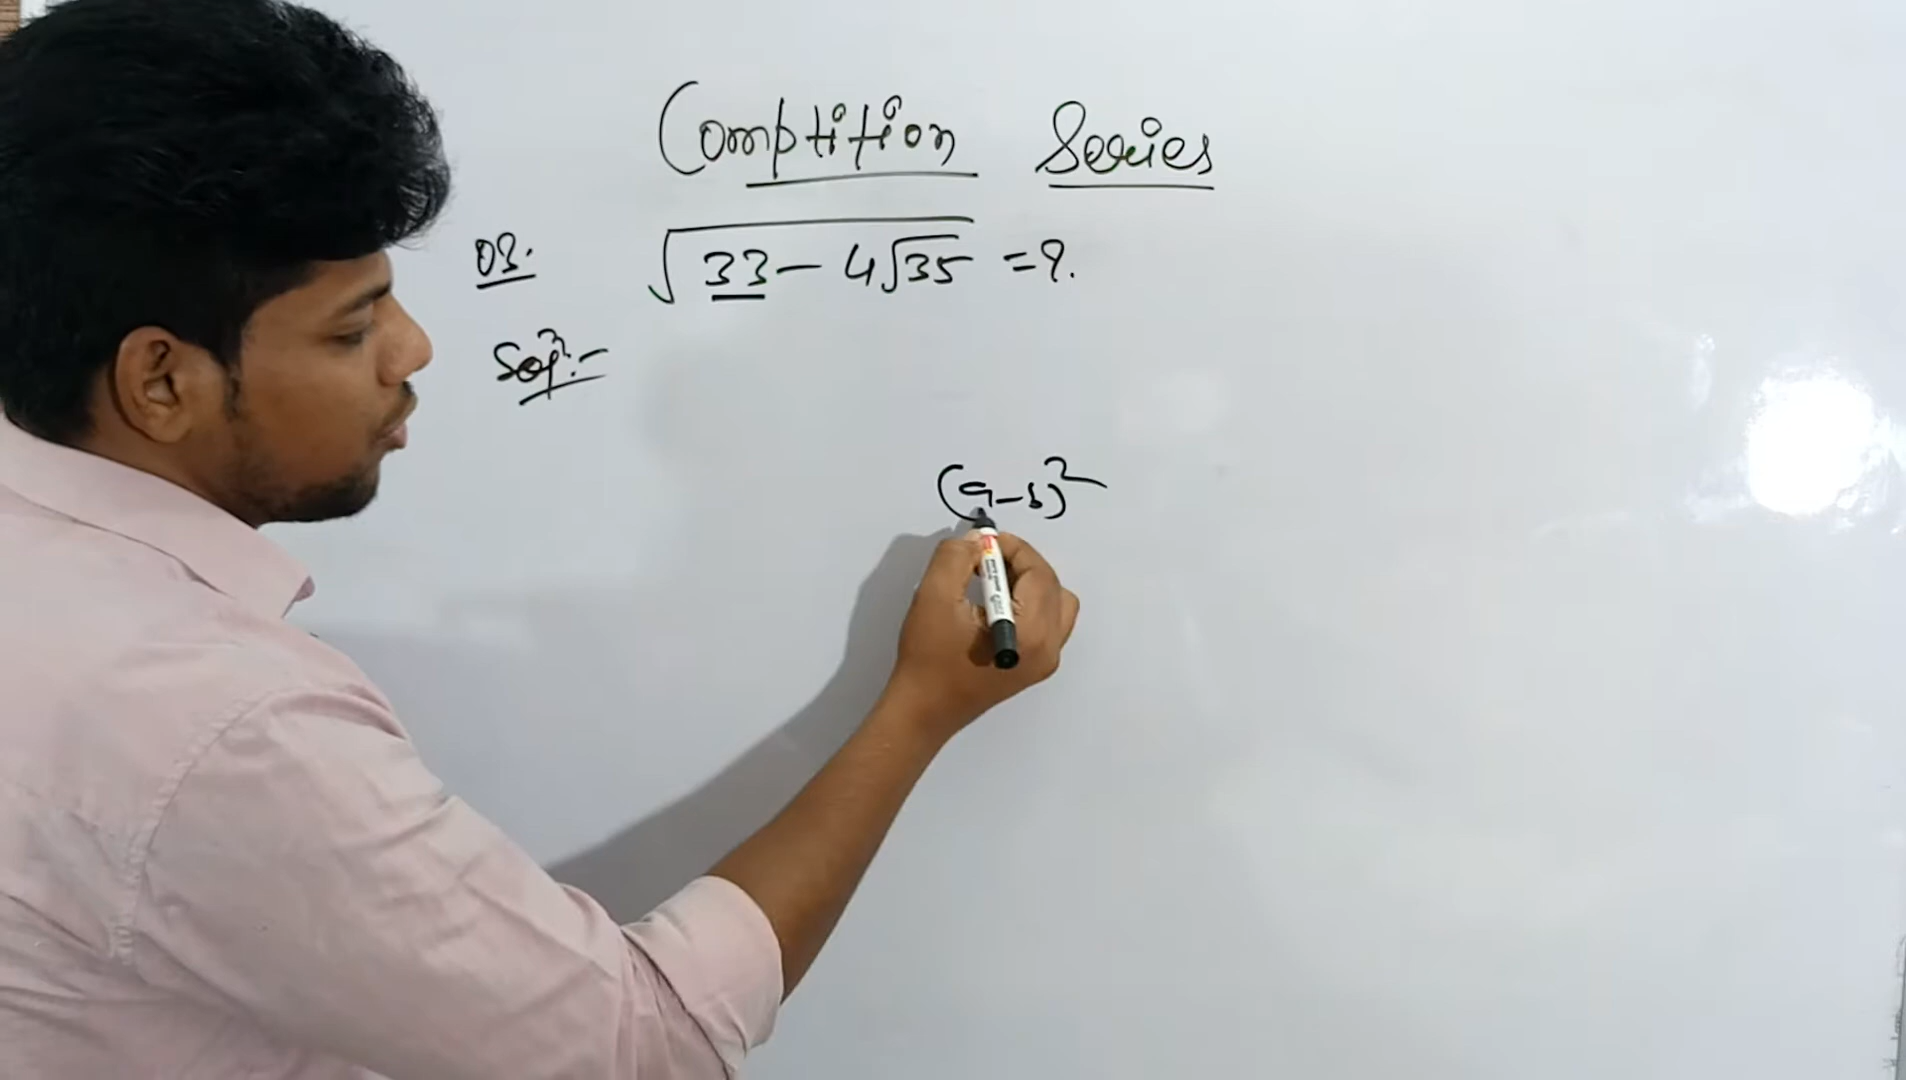 Comptition Series
03. √(33 - 4√35) = ?.
Sol⁻ⁿ:-
(a-b)²